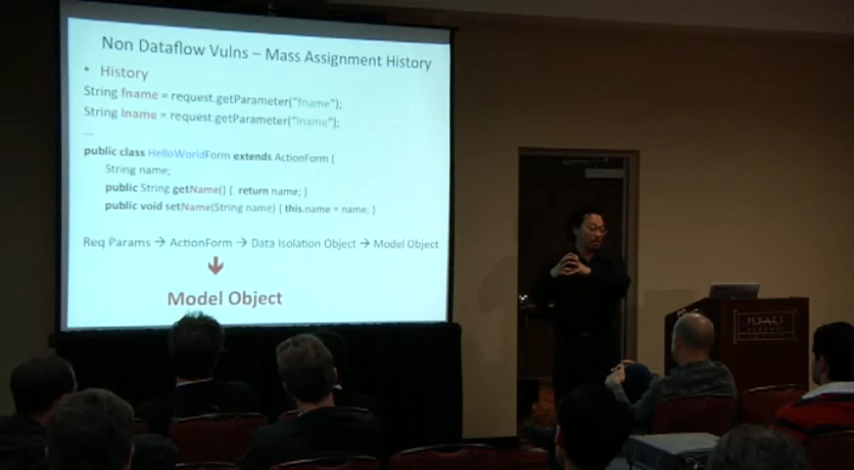 Non Dataflow Vulns – Mass Assignment History
• History
String fname = request.getParameter("fname");
String lname = request.getParameter("lname");
...
public class HelloWorldForm extends ActionForm {
String name;
public String getName() { return name; }
public void setName(String name) { this.name = name; }
Req Params → ActionForm → Data Isolation Object → Model Object
Model Object
HYATT